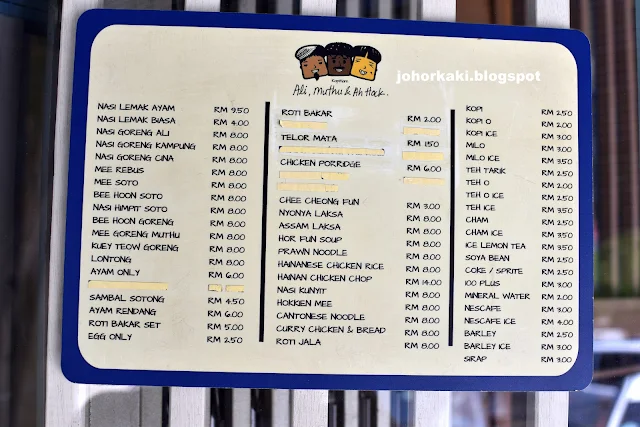 Kopitiam
Ali, Muthu & Ah Hock.
johorkaki.blogspot
NASI LEMAK AYAM RM 9.50
NASI LEMAK BIASA RM 4.00
NASI GORENG ALI RM 8.00
NASI GORENG KAMPUNG RM 8.00
NASI GORENG CINA RM 8.00
MEE REBUS RM 8.00
MEE SOTO RM 8.00
BEE HOON SOTO RM 8.00
NASI HIMPIT SOTO RM 8.00
BEE HOON GORENG RM 8.00
MEE GORENG MUTHU RM 8.00
KUEY TEOW GORENG RM 8.00
LONTONG RM 8.00
AYAM ONLY RM 6.00
SAMBAL SOTONG RM 4.50
AYAM RENDANG RM 6.00
ROTI BAKAR SET RM 5.00
EGG ONLY RM 2.50
ROTI BAKAR RM 2.00
TELOR MATA RM 1.50
CHICKEN PORRIDGE RM 6.00
CHEE CHEONG FUN RM 3.00
NYONYA LAKSA RM 8.00
ASSAM LAKSA RM 8.00
HOR FUN SOUP RM 8.00
PRAWN NOODLE RM 8.00
HAINANESE CHICKEN RICE RM 8.00
HAINAN CHICKEN CHOP RM 14.00
NASI KUNYIT RM 8.00
HOKKEN MEE RM 8.00
CANTONESE NOODLE RM 8.00
CURRY CHICKEN & BREAD RM 8.00
ROTI JALA RM 8.00
KOPI RM 2.50
KOPI O RM 2.00
KOPI ICE RM 3.00
MILO RM 3.00
MILO ICE RM 3.50
TEH TARIK RM 2.50
TEH O RM 2.00
TEH O ICE RM 2.50
TEH ICE RM 3.50
CHAM RM 2.50
CHAM ICE RM 3.50
ICE LEMON TEA RM 3.50
SOYA BEAN RM 2.50
COKE / SPRITE RM 2.50
100 PLUS RM 3.00
MINERAL WATER RM 2.00
NESCAFE RM 3.00
NESCAFE ICE RM 4.00
BARLEY RM 2.50
BARLEY ICE RM 3.00
SIRAP RM 3.00